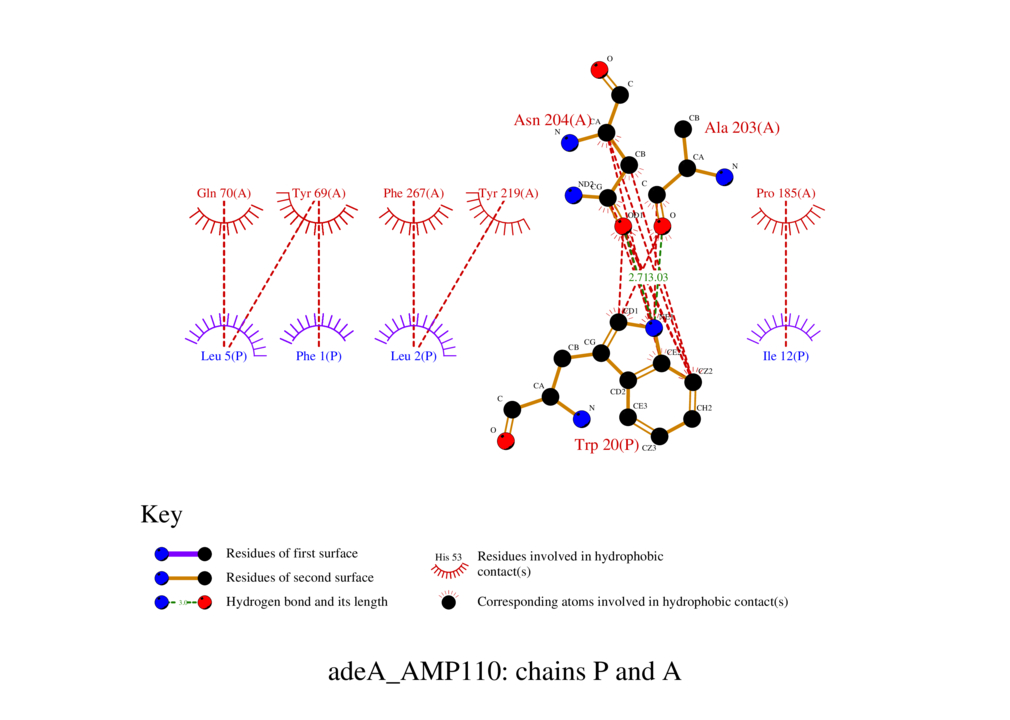 O
C
CB
Asn 204(A)
CA
Ala 203(A)
N
CB
CA
N
ND2
CG
C
Gln 70(A) Tyr 69(A) Phe 267(A) Tyr 219(A) Pro 185(A)
OD1
O
2.71 3.03
CD1
Leu 5(P) Phe 1(P) Leu 2(P) Ile 12(P)
CB
CG
CZ2
CA
CD2
C
N
CE3
CH2
O
Trp 20(P)
CZ3
Key
Residues of first surface
His 53
Residues involved in hydrophobic
contact(s)
Residues of second surface
3.0
Hydrogen bond and its length
Corresponding atoms involved in hydrophobic contact(s)
adeA_AMP110: chains P and A